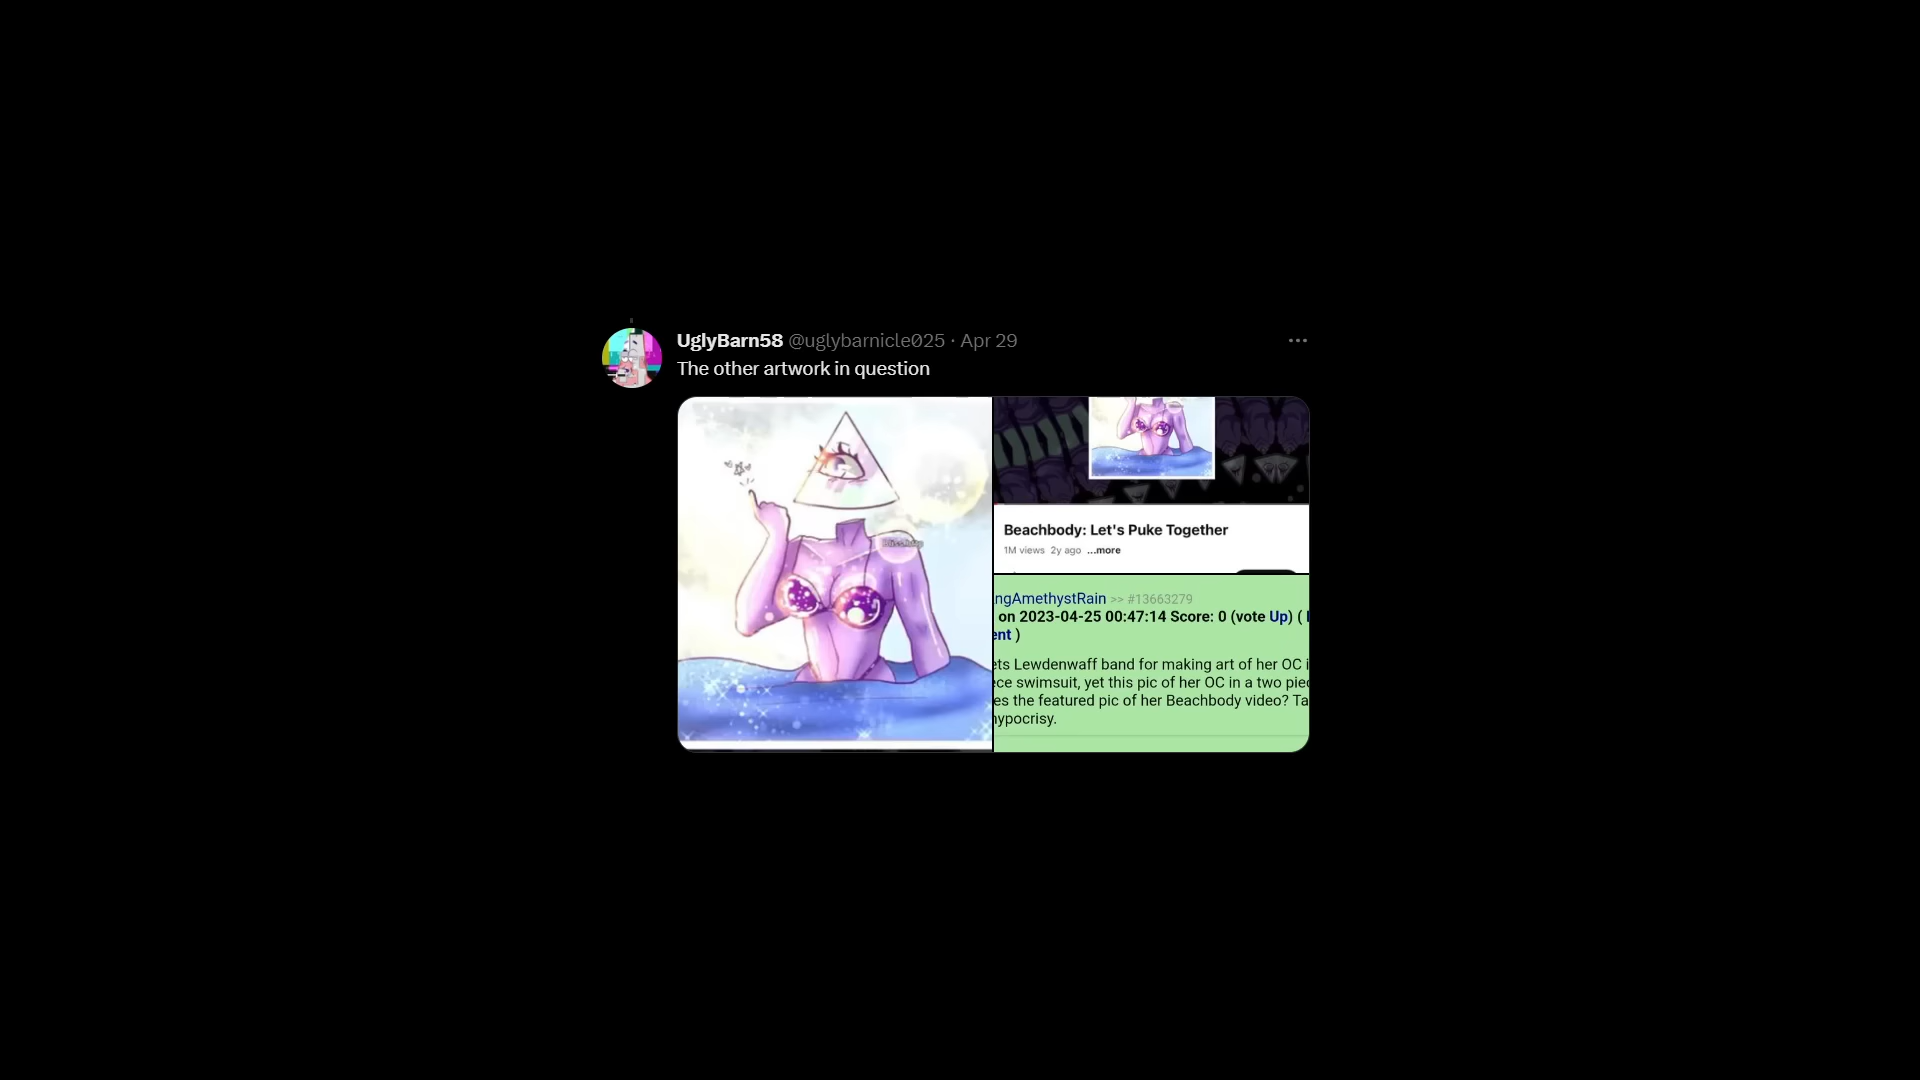 UglyBarn58 @uglybarnicle025 · Apr 29
The other artwork in question
Beachbody: Let's Puke Together
1M views 2y ago ...more
ngAmethystRain >> #13663279
on 2023-04-25 00:47:14 Score: 0 (vote Up) (
ent )
ets Lewdenwaff band for making art of her OC i
ece swimsuit, yet this pic of her OC in a two piec
es the featured pic of her Beachbody video? Ta
hypocrisy.